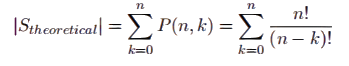 |S_{theoretical}| = \sum_{k=0}^{n} P(n, k) = \sum_{k=0}^{n} \frac{n!}{(n-k)!}